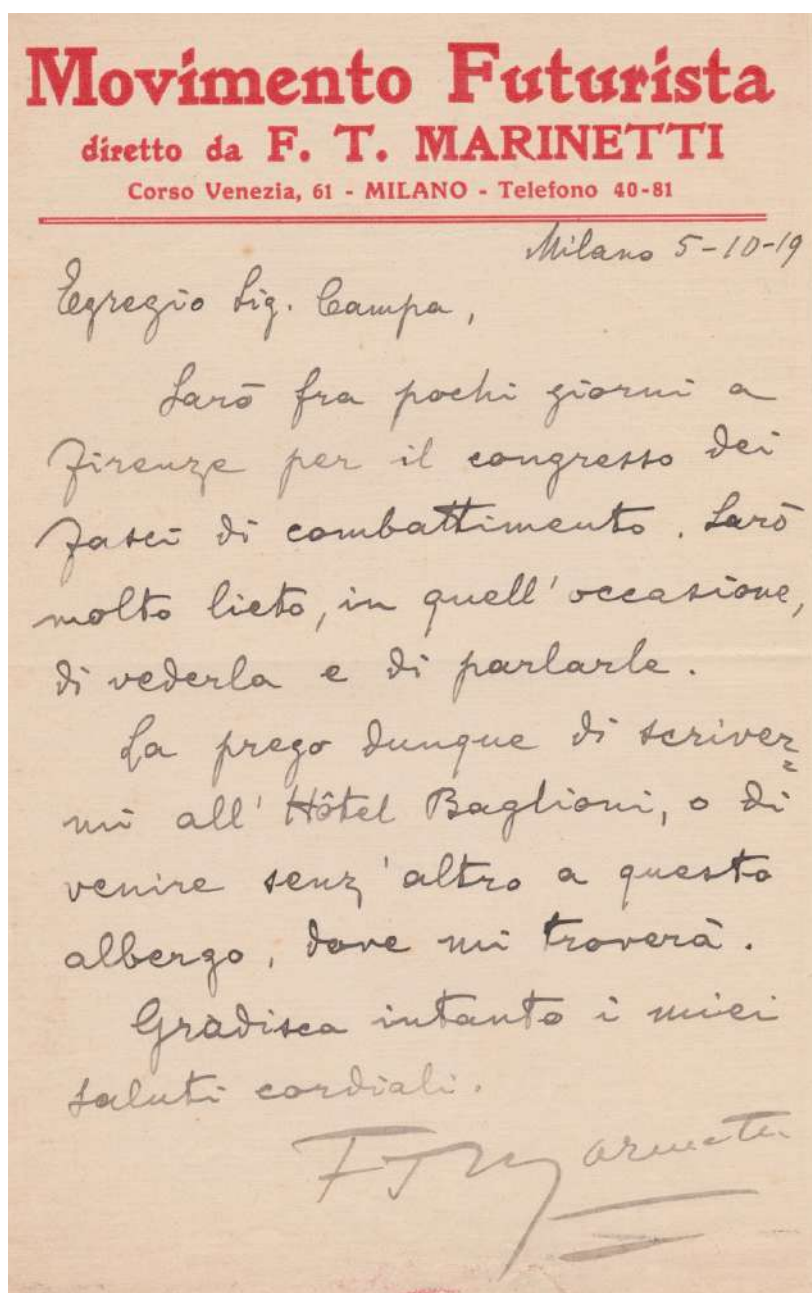 Movimento Futurista
diretto da F. T. MARINETTI
Corso Venezia, 61 - MILANO - Telefono 40-81
Milano 5-10-19
Egregio Sig. Campa,
Sarò fra pochi giorni a
Firenze per il congresso dei
Fasci di combattimento. Sarò
molto lieto, in quell'occasione,
di vederla e di parlarle.
La prego dunque di scriver=
mi all'Hôtel Baglioni, o di
venire senz'altro a questo
albergo, dove mi troverà.
Gradisca intanto i miei
saluti cordiali.
FTMarinetti